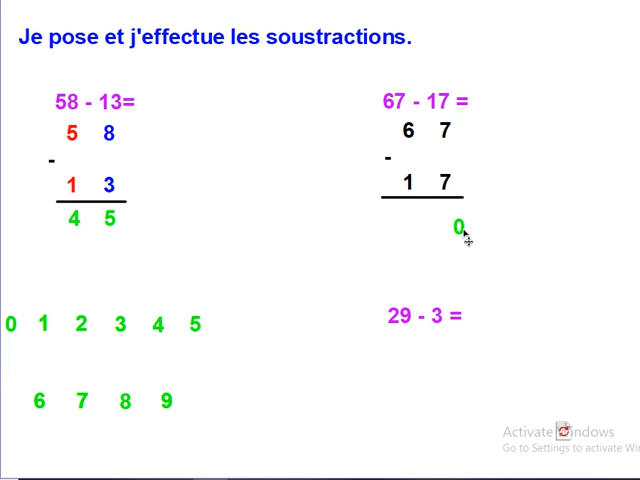 Je pose et j'effectue les soustractions.
58 - 13=
5 8
-
1 3
4 5
67 - 17 =
6 7
-
1 7
0
0 1 2 3 4 5
6 7 8 9
29 - 3 =
Activate Windows
Go to Settings to activate Win